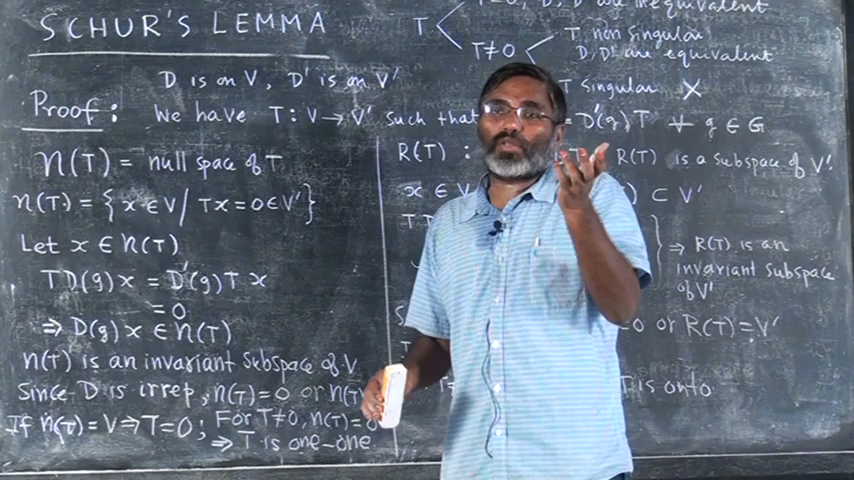 SCHUR'S LEMMA
T
T≠0
T non singular
D, D' are equivalent
T singular X
D is on V, D' is on V'
Proof:
We have T: V → V' such that = D'(g)T ∀ g ∈ G
η(T) = null space of T
η(T) = {x ∈ V / Tx = 0 ∈ V'}
Let x ∈ η(T)
TD(g)x = D'(g)T x
= 0
⇒ D(g)x ∈ η(T)
η(T) is an invariant subspace of V
Since D is irrep, η(T) = 0 or η(T)
If η(T) = V ⇒ T = 0; For T≠0, η(T) = 0
⇒ T is one-one
R(T) : R(T) is a subspace of V'
x ∈ V ⊂ V'
⇒ R(T) is an
invariant subspace
of V'
or R(T) = V'
T is onto